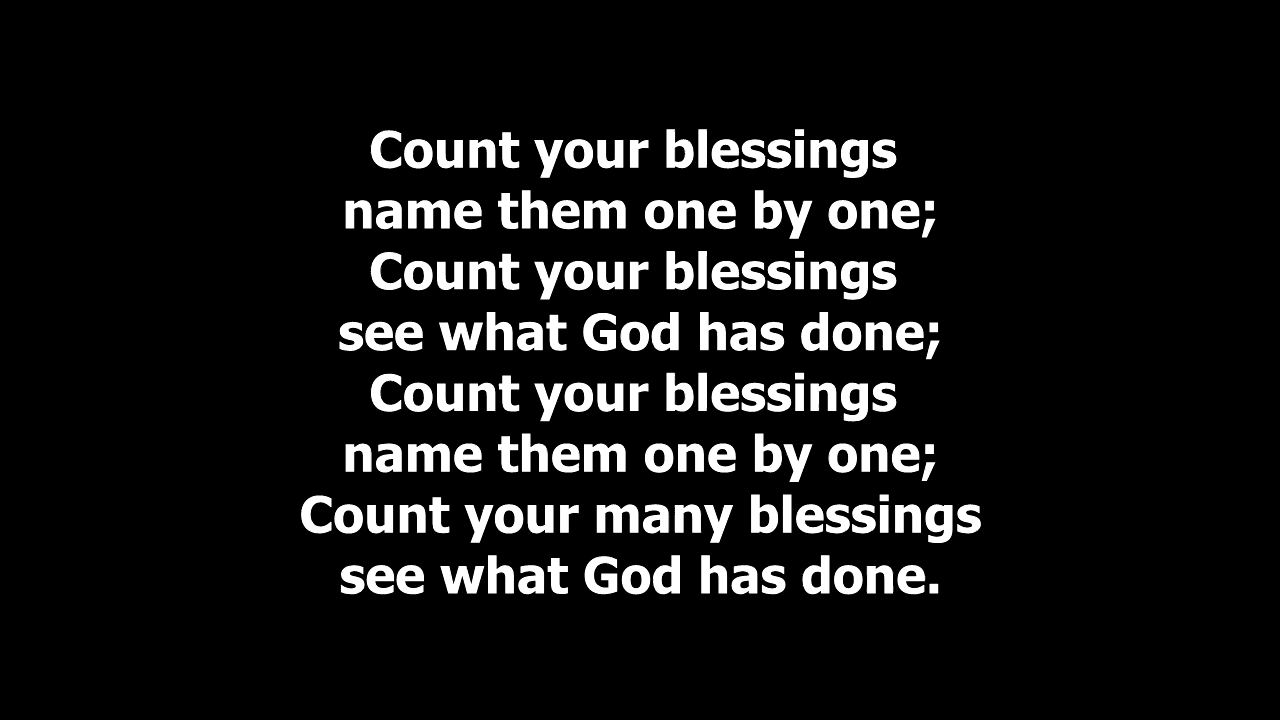 Count your blessings
name them one by one;
Count your blessings
see what God has done;
Count your blessings
name them one by one;
Count your many blessings
see what God has done.